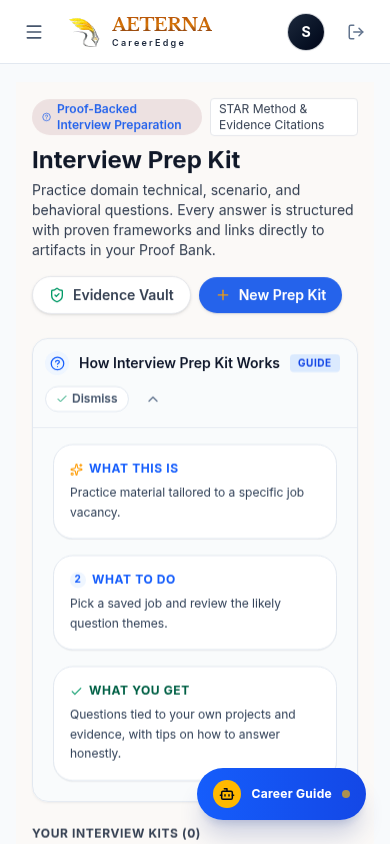 AETERNA
CareerEdge
S
Proof-Backed
Interview Preparation
STAR Method &
Evidence Citations
Interview Prep Kit
Practice domain technical, scenario, and
behavioral questions. Every answer is structured
with proven frameworks and links directly to
artifacts in your Proof Bank.
Evidence Vault
New Prep Kit
How Interview Prep Kit Works
GUIDE
Dismiss
WHAT THIS IS
Practice material tailored to a specific job
vacancy.
2 WHAT TO DO
Pick a saved job and review the likely
question themes.
WHAT YOU GET
Questions tied to your own projects and
evidence, with tips on how to answer
honestly.
Career Guide
YOUR INTERVIEW KITS (0)